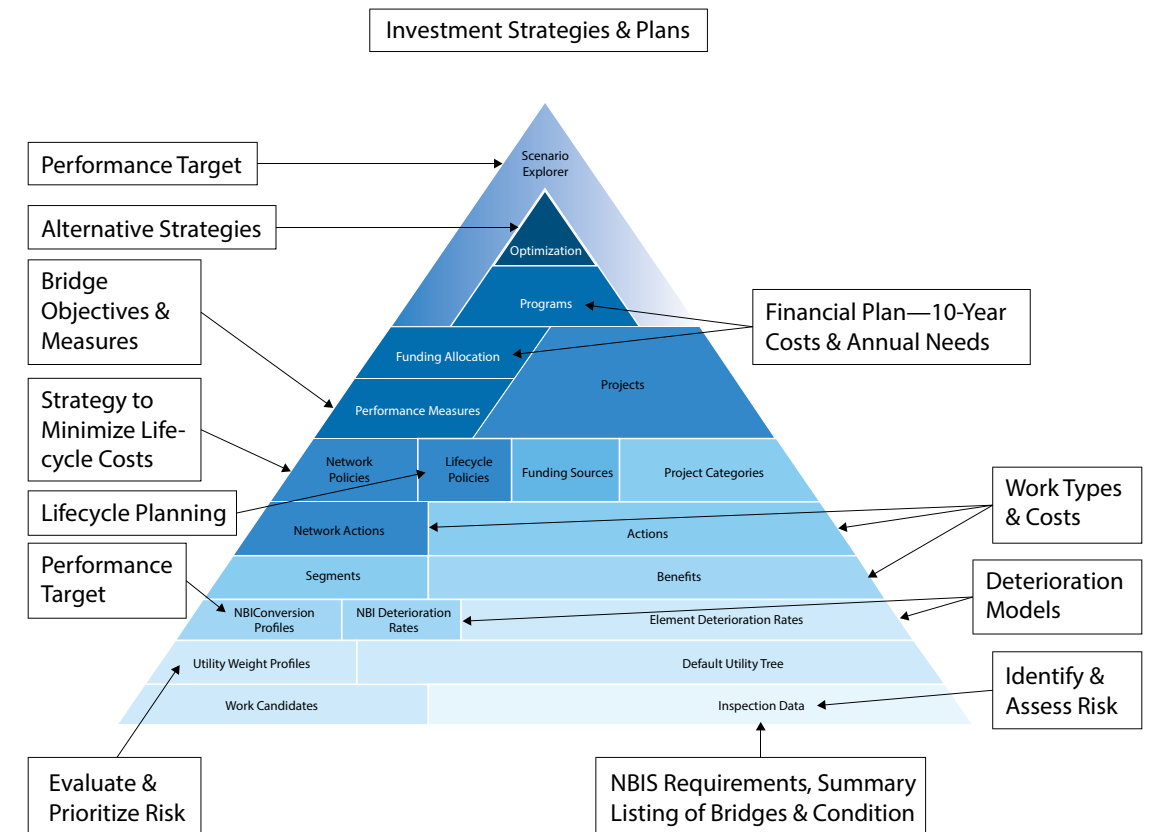 Investment Strategies & Plans
Scenario
Explorer
Performance Target
Alternative Strategies
Optimization
Bridge
Objectives &
Measures
Programs
Financial Plan—10-Year
Costs & Annual Needs
Funding Allocation
Projects
Performance Measures
Strategy to
Minimize Life-
cycle Costs
Network
Policies
Lifecycle
Policies
Funding Sources
Project Categories
Lifecycle Planning
Work Types
& Costs
Network Actions
Actions
Performance
Target
Segments
Benefits
Deterioration
Models
NBIConversion
Profiles
NBI Deterioration
Rates
Element Deterioration Rates
Utility Weight Profiles
Default Utility Tree
Identify &
Assess Risk
Work Candidates
Inspection Data
Evaluate &
Prioritize Risk
NBIS Requirements, Summary
Listing of Bridges & Condition